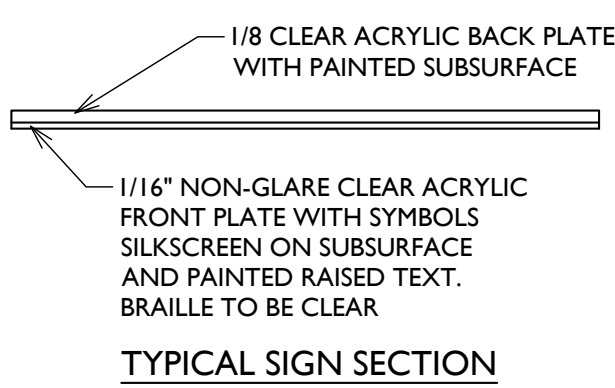 1/8 CLEAR ACRYLIC BACK PLATE
WITH PAINTED SUBSURFACE
1/16" NON-GLARE CLEAR ACRYLIC
FRONT PLATE WITH SYMBOLS
SILKSCREEN ON SUBSURFACE
AND PAINTED RAISED TEXT.
BRAILLE TO BE CLEAR
TYPICAL SIGN SECTION